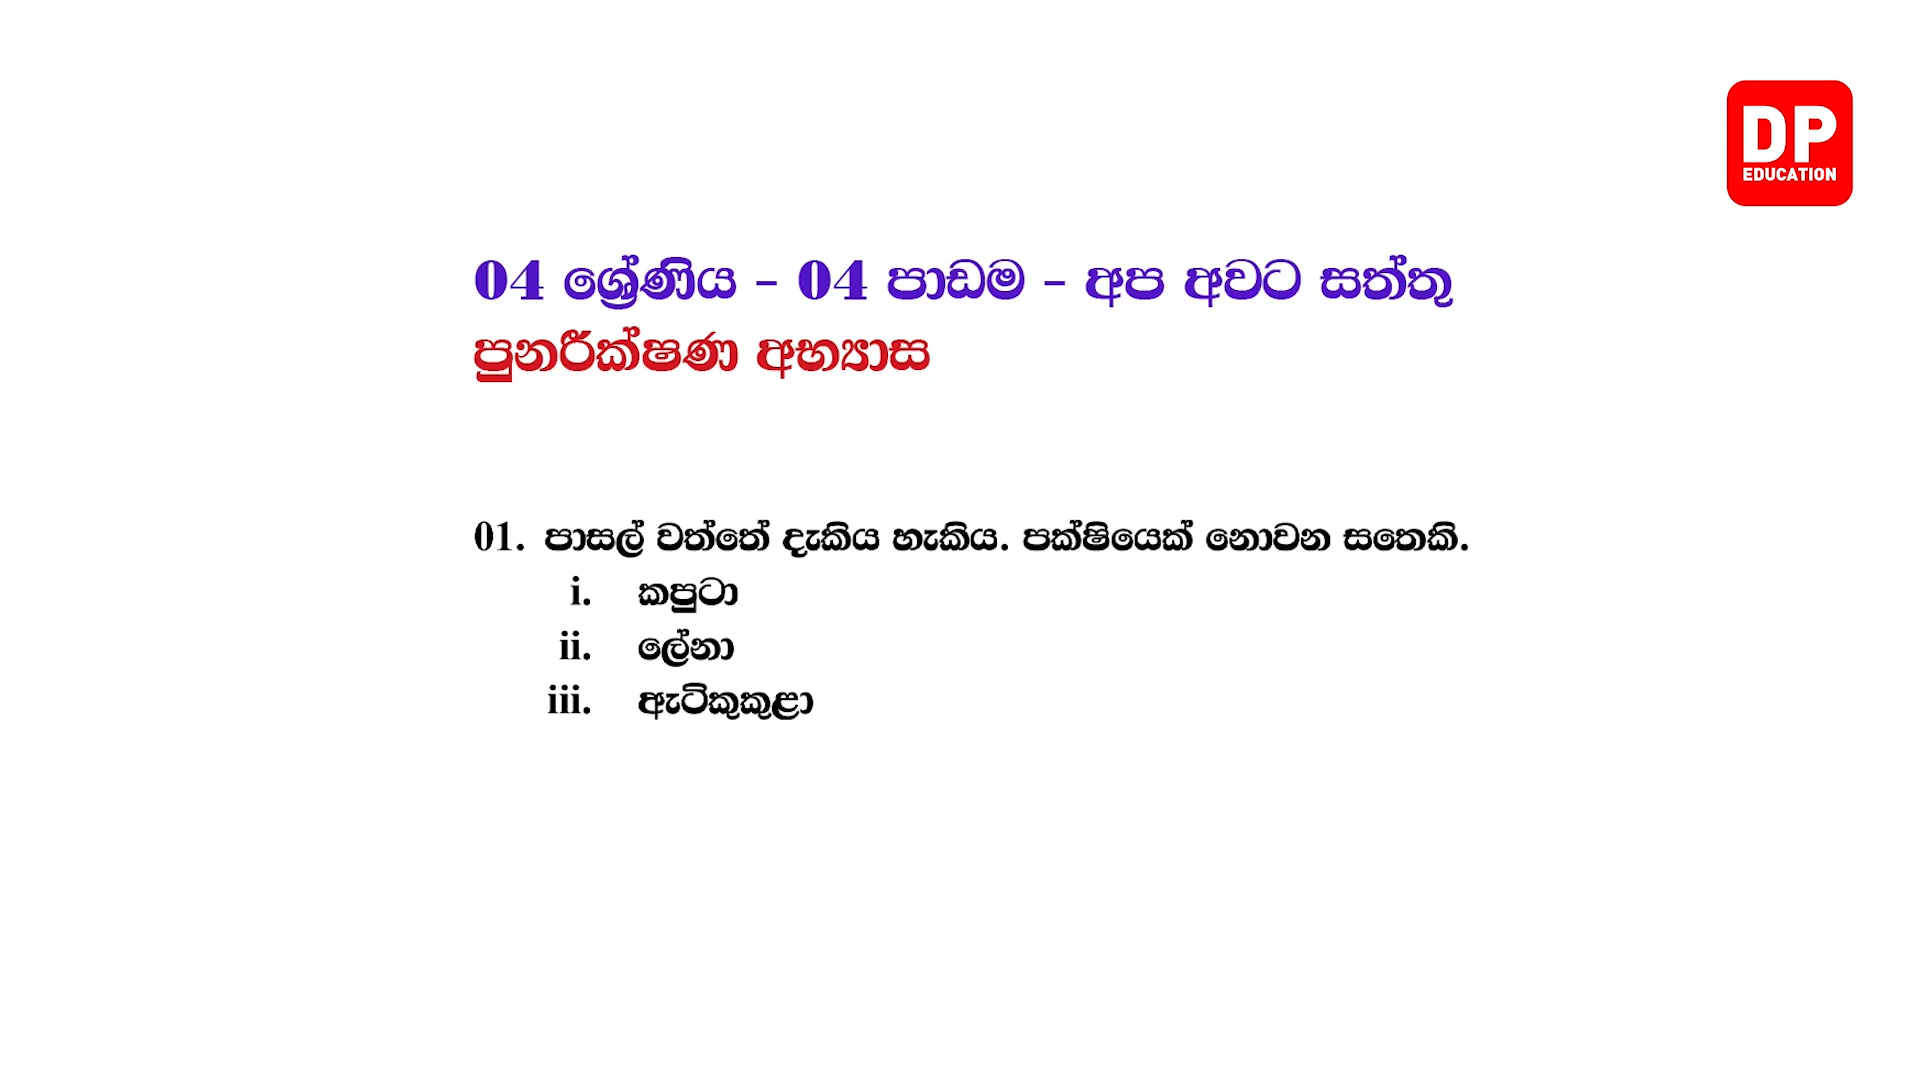 DP
EDUCATION
04 ශ්‍රේණිය - 04 පාඩම - අප අවට සත්තු
පුනරීක්ෂණ අභ්‍යාස
01. පාසල් වත්තේ දැකිය හැකිය. පක්ෂියෙක් නොවන සතෙකි.
i. කපුටා
ii. ලේනා
iii. ඇටිකුකුළා